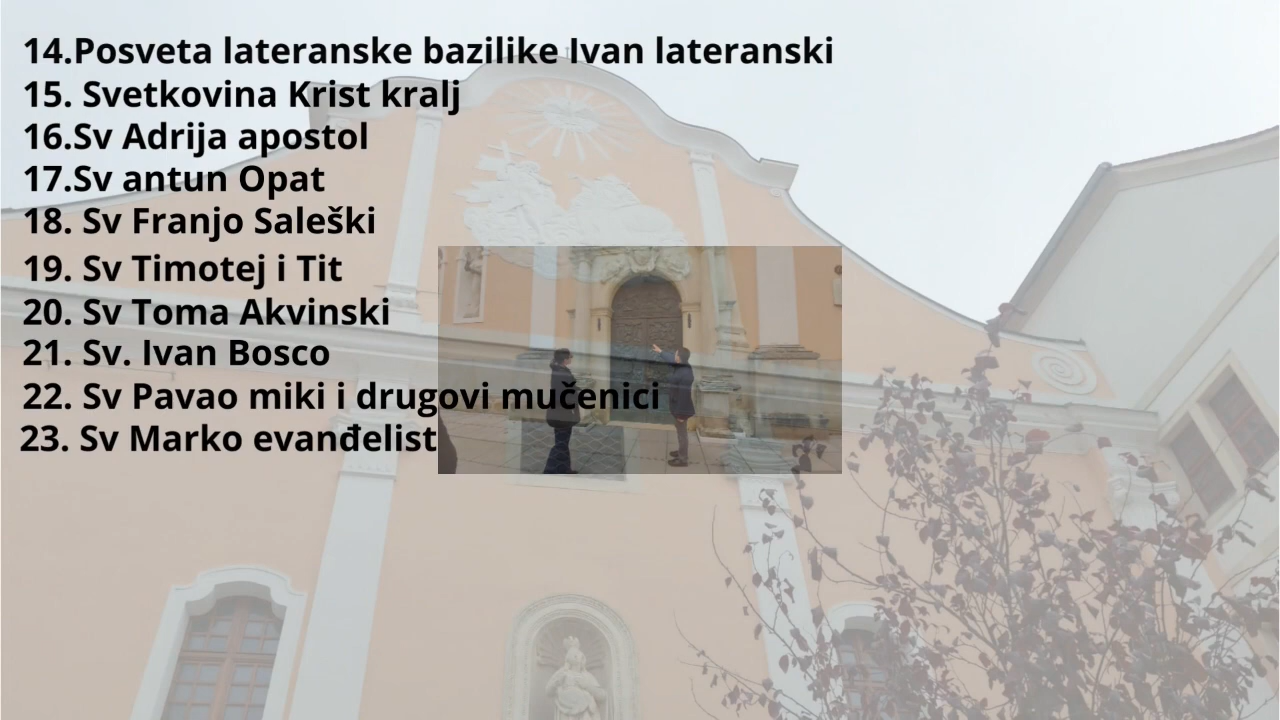 14.Posveta lateranske bazilike Ivan lateranski
15. Svetkovina Krist kralj
16.Sv Adrija apostol
17.Sv antun Opat
18. Sv Franjo Saleški
19. Sv Timotej i Tit
20. Sv Toma Akvinski
21. Sv. Ivan Bosco
22. Sv Pavao miki i drugovi mučenici
23. Sv Marko evanđelist